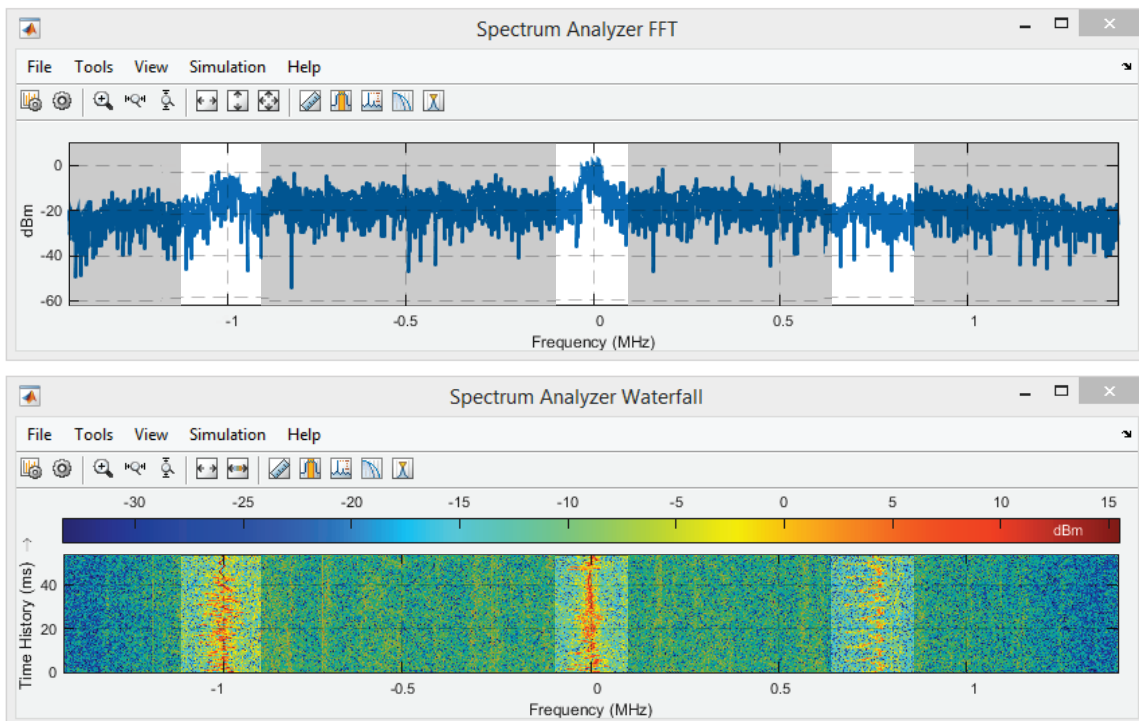 Spectrum Analyzer FFT
File Tools View Simulation Help
0
-20
-40
-60
dBm
-1 -0.5 0 0.5 1
Frequency (MHz)
Spectrum Analyzer Waterfall
File Tools View Simulation Help
-30 -25 -20 -15 -10 -5 0 5 10 15
dBm
40
20
0
Time History (ms)
-1 -0.5 0 0.5 1
Frequency (MHz)